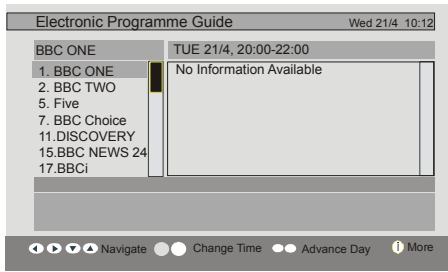 Electronic Programme Guide Wed 21/4 10:12
BBC ONE TUE 21/4, 20:00-22:00
1. BBC ONE No Information Available
2. BBC TWO
5. Five
7. BBC Choice
11.DISCOVERY
15.BBC NEWS 24
17.BBCi
Navigate Change Time Advance Day i More